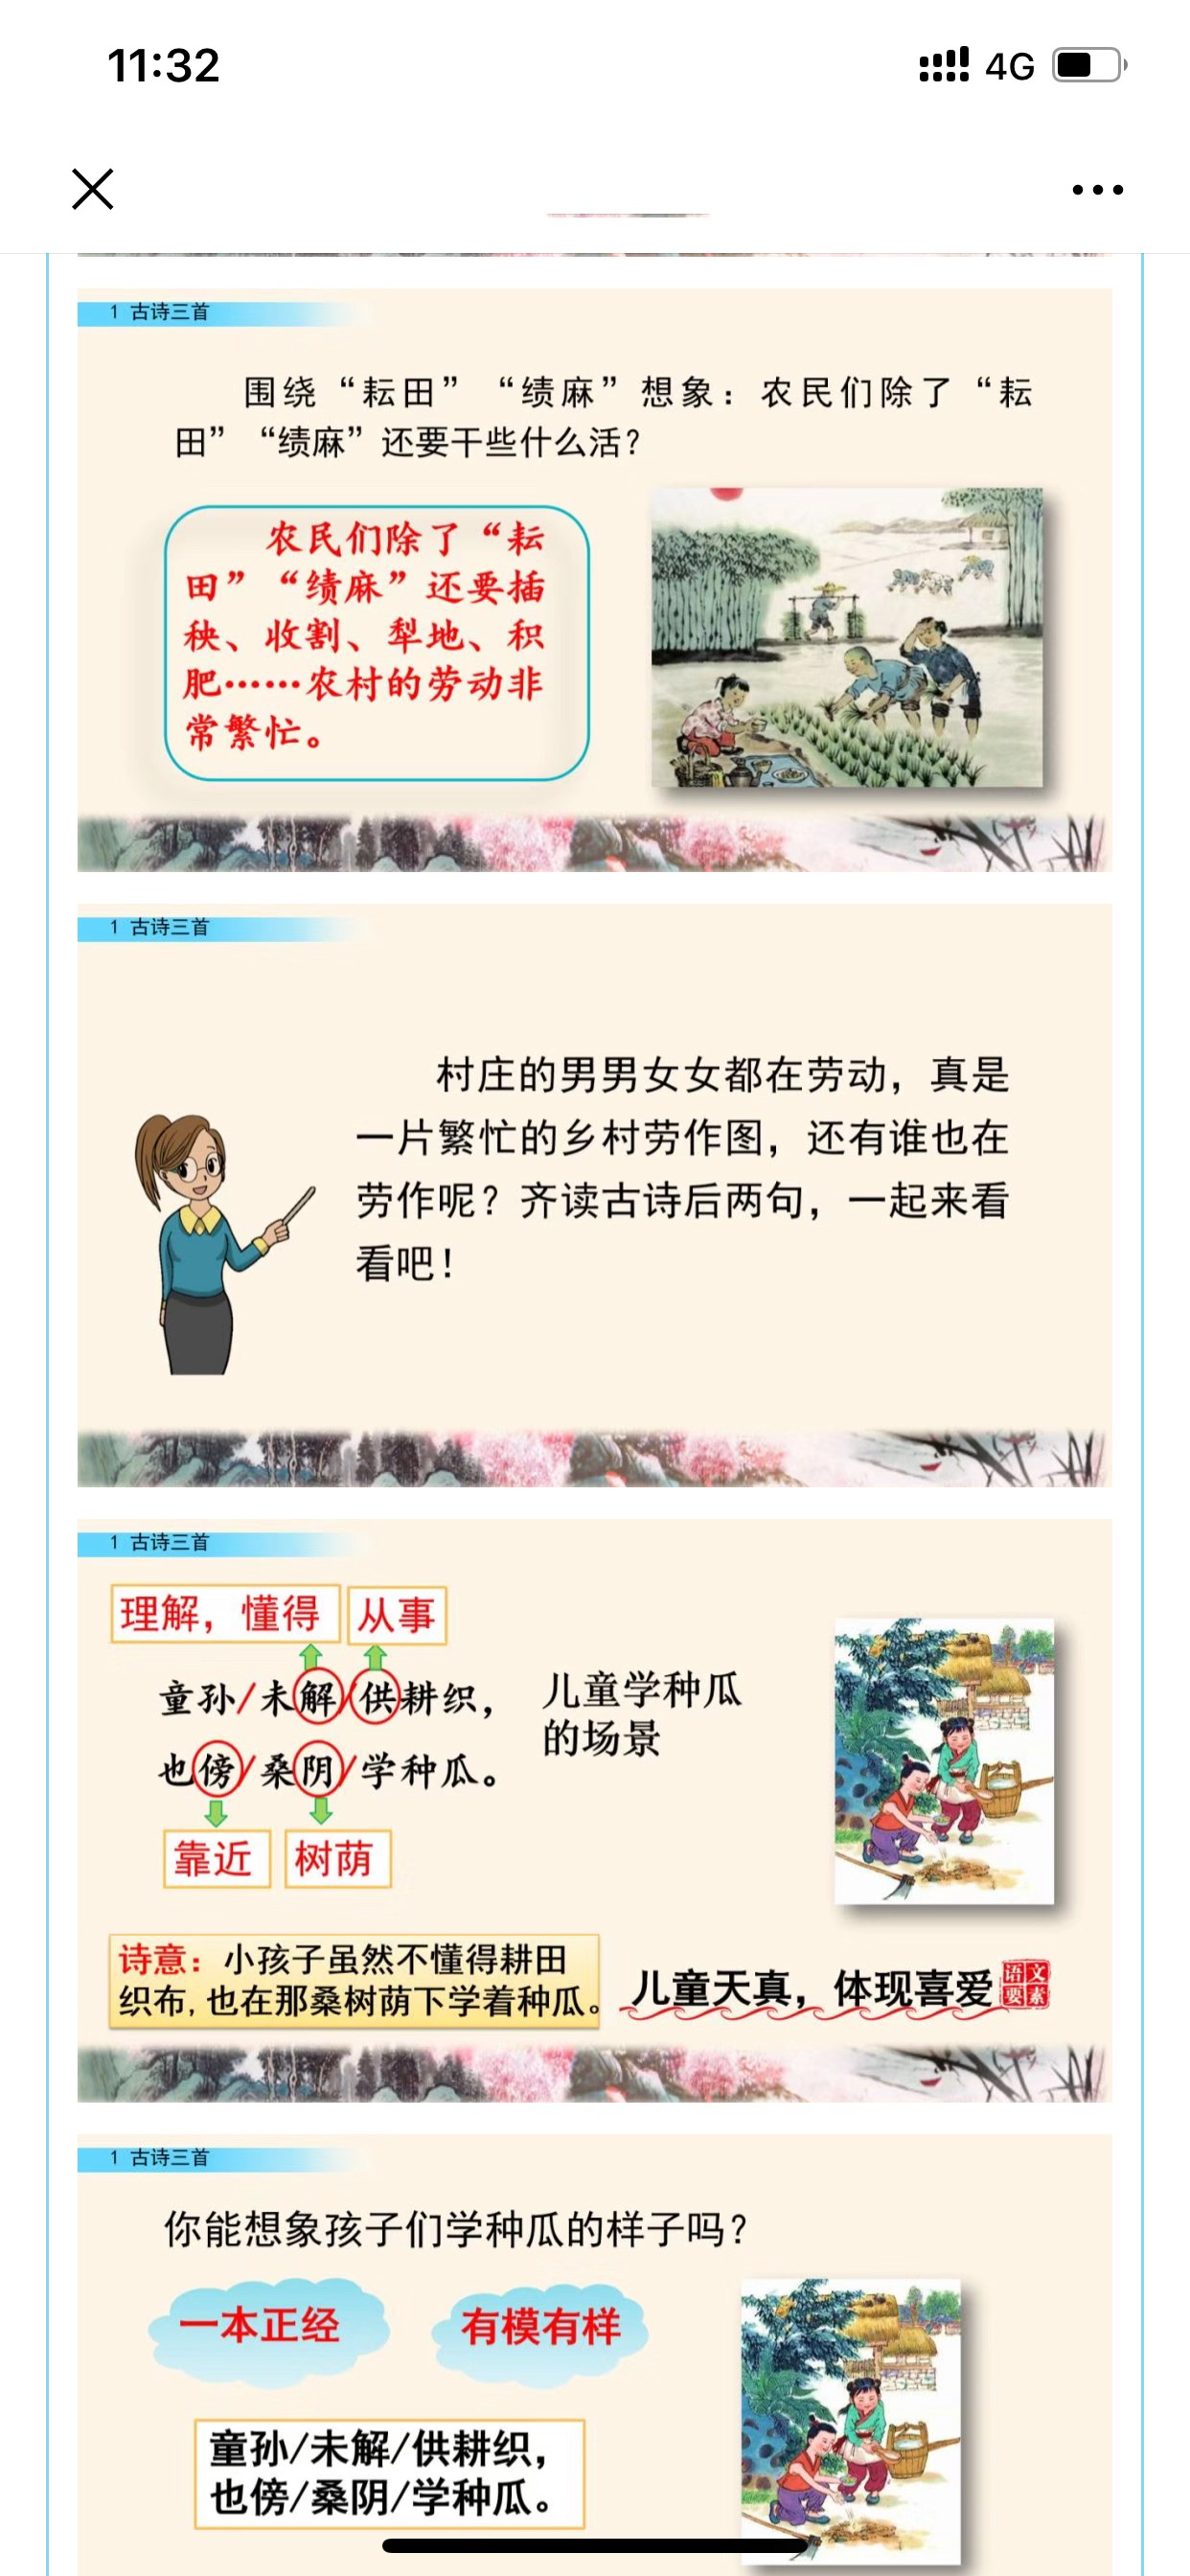 11:32
4G
1 古诗三首
围绕“耘田”“绩麻”想象：农民们除了“耘
田”“绩麻”还要干些什么活？
农民们除了“耘
田”“绩麻”还要插
秧、收割、犁地、积
肥……农村的劳动非
常繁忙。
1 古诗三首
村庄的男男女女都在劳动，真是
一片繁忙的乡村劳作图，还有谁也在
劳作呢？齐读古诗后两句，一起来看
看吧！
1 古诗三首
理解，懂得
从事
童孙/未解/供耕织，
也傍/桑阴/学种瓜。
儿童学种瓜
的场景
靠近
树荫
诗意：小孩子虽然不懂得耕田
织布，也在那桑树荫下学着种瓜。
儿童天真，体现喜爱
语文
要素
1 古诗三首
你能想象孩子们学种瓜的样子吗？
一本正经
有模有样
童孙/未解/供耕织，
也傍/桑阴/学种瓜。